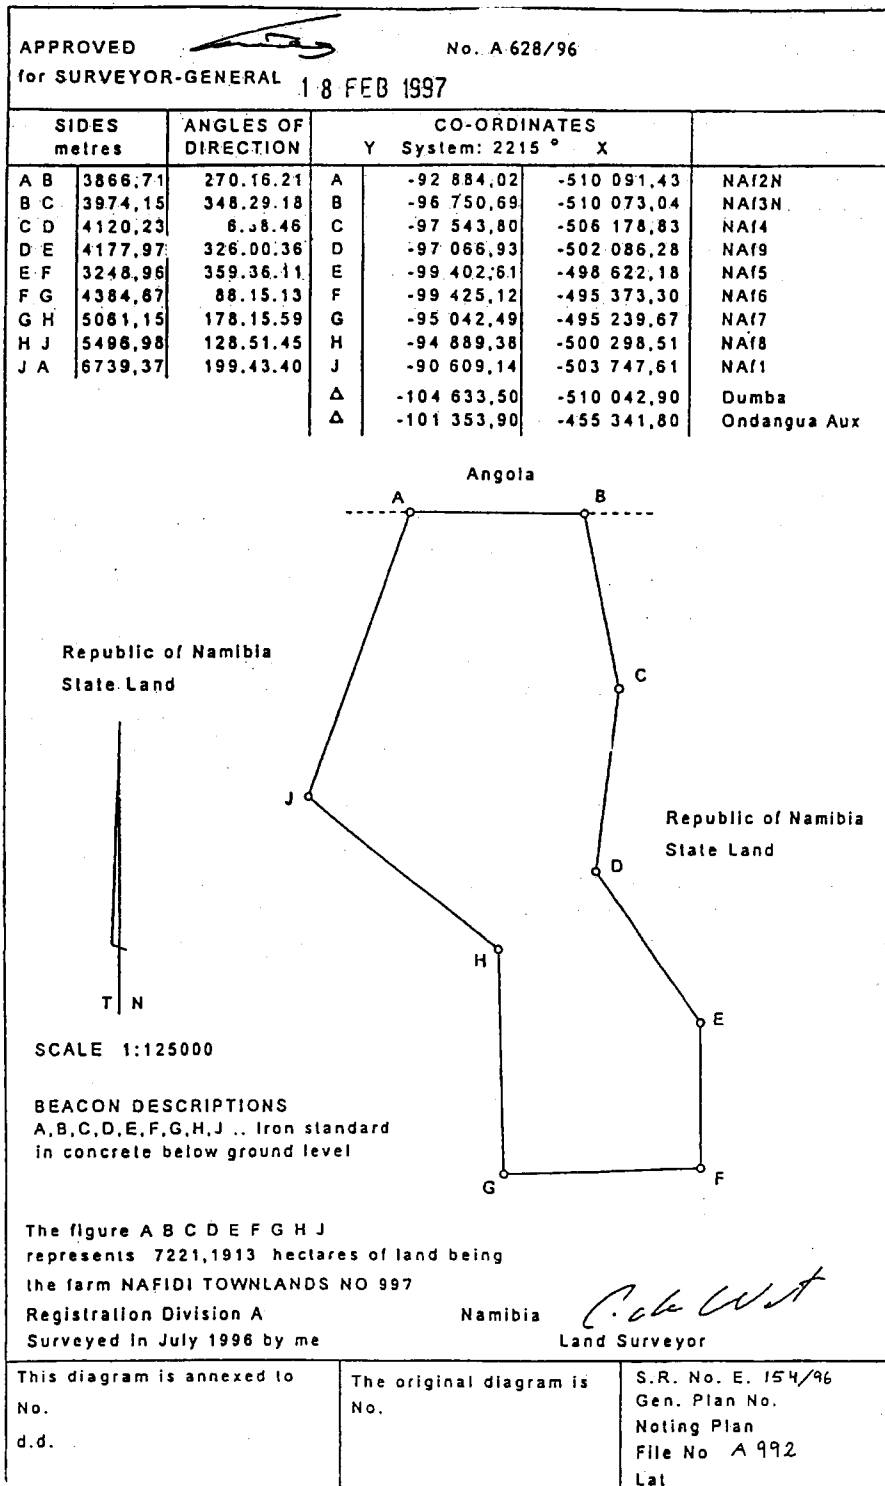 APPROVED No. A 628/96
for SURVEYOR-GENERAL 18 FEB 1997
SIDES metres ANGLES OF DIRECTION CO-ORDINATES Y System: 2215 ° X
A B 3866,71 270.16.21 A -92 884,02 -510 091,43 NAf2N
B C 3974,15 348.29.18 B -96 750,69 -510 073,04 NAf3N
C D 4120,23 C -97 543,80 -506 178,83 NAf4
D E 4177,97 326.00.36 D -97 066,93 -502 086,28 NAf9
E F 3248,96 359.36.11 E -99 402,61 -498 622,18 NAf5
F G 4384,67 88.15.13 F -99 425,12 -495 373,30 NAf6
G H 5061,15 178.15.59 G -95 042,49 -495 239,67 NAf7
H J 5496,98 128.51.45 H -94 889,38 -500 298,51 NAf8
J A 6739,37 199.43.40 J -90 609,14 -503 747,61 NAf1
Δ -104 633,50 -510 042,90 Dumba
Δ -101 353,90 -455 341,80 Ondangua Aux
Angola
A B
Republic of Namibia
State Land
C
J
Republic of Namibia
State Land
D
H
T N
E
SCALE 1:125000
BEACON DESCRIPTIONS
A,B,C,D,E,F,G,H,J .. Iron standard
in concrete below ground level
G F
The figure A B C D E F G H J
represents 7221,1913 hectares of land being
the farm NAFIDI TOWNLANDS NO 997
Registration Division A Namibia
Surveyed in July 1996 by me Land Surveyor
This diagram is annexed to
No.
d.d.
The original diagram is
No.
S.R. No. E. 154/96
Gen. Plan No.
Noting Plan
File No A 992
Lat